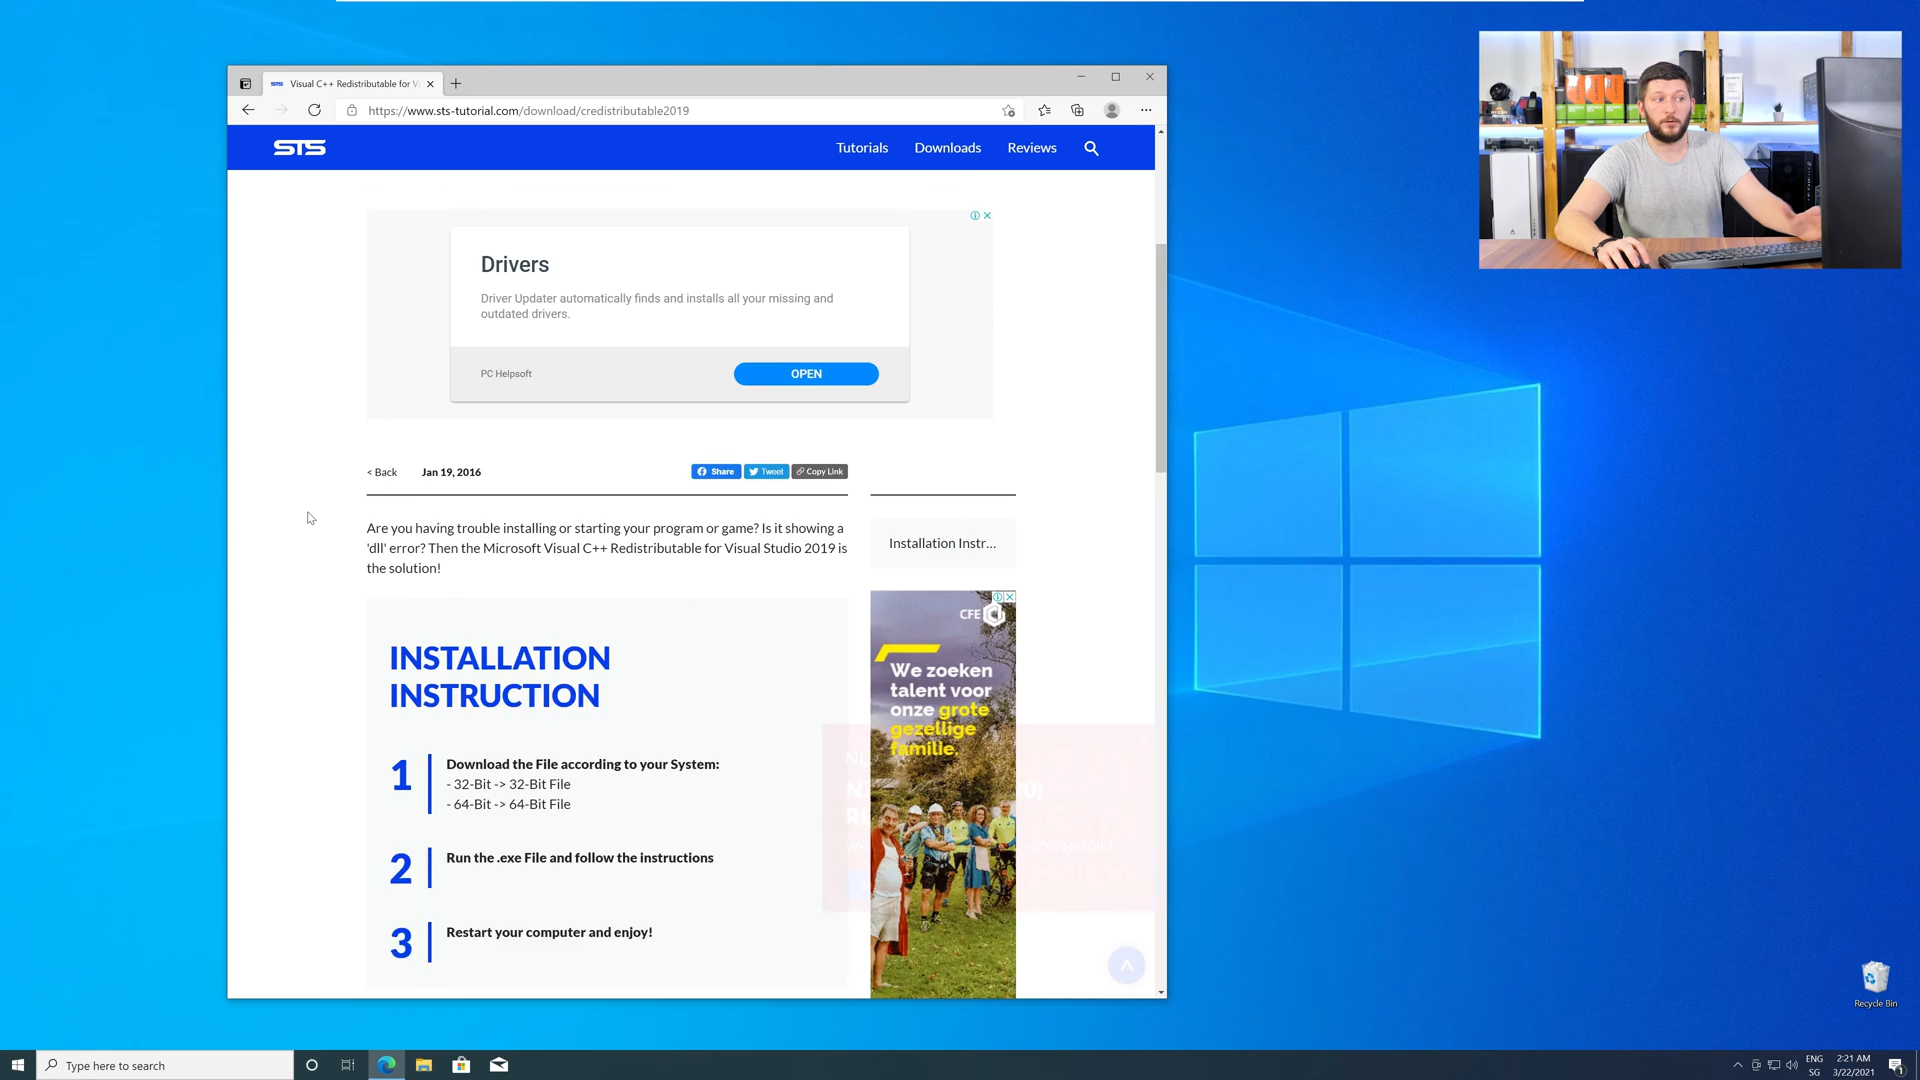 Visual C++ Redistributable for V
https://www.sts-tutorial.com/download/credistributable2019
STS
Tutorials
Downloads
Reviews
Drivers
Driver Updater automatically finds and installs all your missing and
outdated drivers.
PC Helpsoft
OPEN
< Back
Jan 19, 2016
Share
Tweet
Copy Link
Are you having trouble installing or starting your program or game? Is it showing a
'dll' error? Then the Microsoft Visual C++ Redistributable for Visual Studio 2019 is
the solution!
Installation Instr...
INSTALLATION
INSTRUCTION
1
Download the File according to your System:
- 32-Bit -> 32-Bit File
- 64-Bit -> 64-Bit File
2
Run the .exe File and follow the instructions
3
Restart your computer and enjoy!
CFE
We zoeken
talent voor
onze grote
gezellige
familie.
Recycle Bin
Type here to search
ENG
SG
2:21 AM
3/22/2021
1